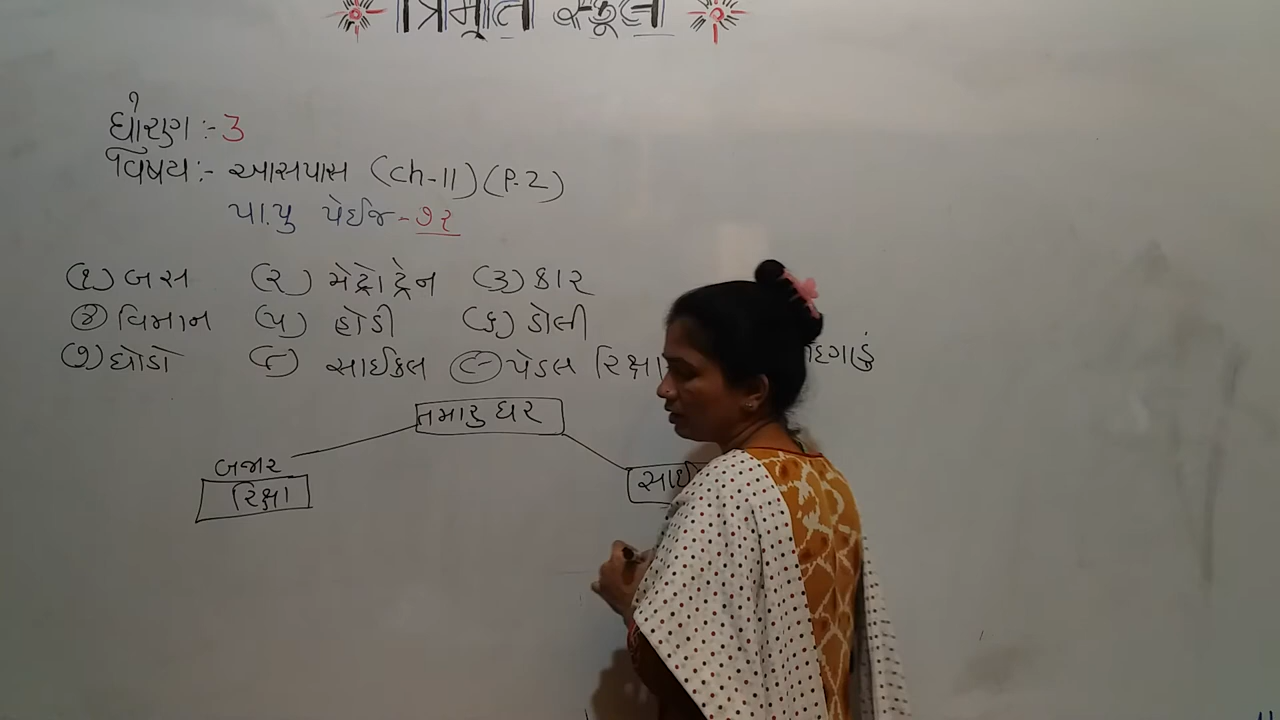 ત્રિમૂર્તિ સ્કૂલ
ધોરણ :- 3
વિષય:- આસપાસ (ch-11) (P.2)
પા.પુ પેઈજ - ૭૨
(૧) બસ (૨) મેટ્રોટ્રેન (૩) કાર
(૪) વિમાન (૫) હોડી (૬) ડોલી
(૭) ઘોડો (૮) સાઈકલ (૯) પેડલ રિક્ષા
તમારુ ઘર
બજાર
રિક્ષા